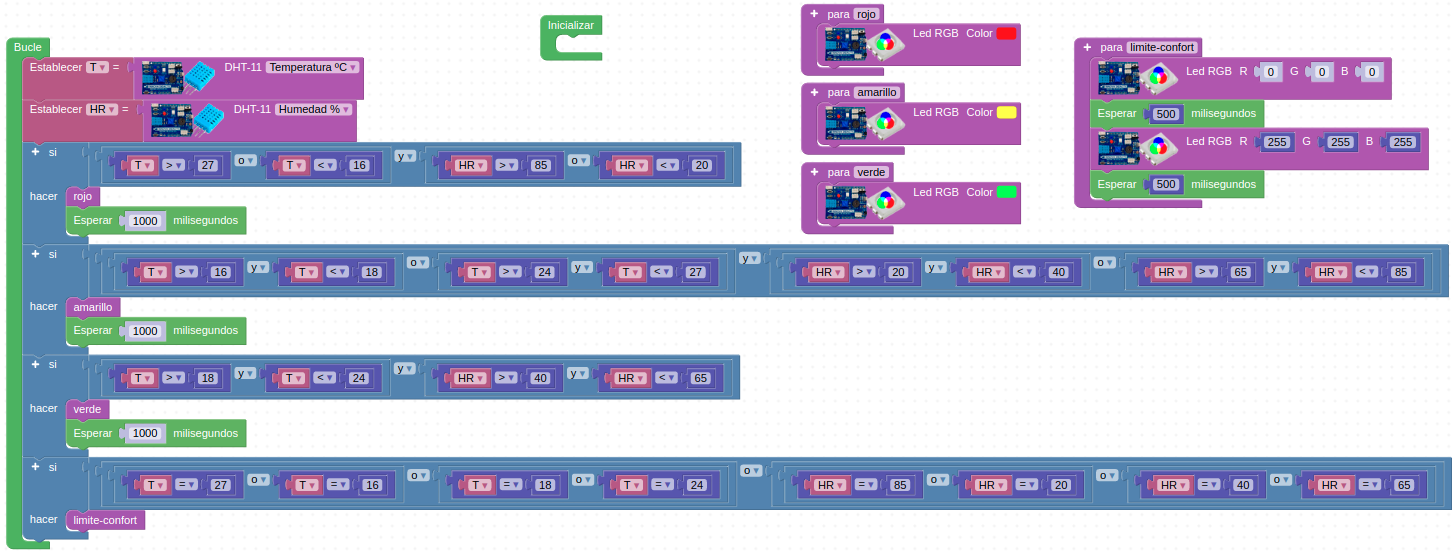 Inicializar
Bucle
Establecer T = DHT-11 Temperatura ºC
Establecer HR = DHT-11 Humedad %
si T > 27 o T < 16 y HR > 85 o HR < 20
hacer rojo
Esperar 1000 milisegundos
si T > 16 y T < 18 o T > 24 y T < 27 y HR > 20 y HR < 40 o HR > 65 y HR < 85
hacer amarillo
Esperar 1000 milisegundos
si T > 18 y T < 24 y HR > 40 y HR < 65
hacer verde
Esperar 1000 milisegundos
si T = 27 o T = 16 o T = 18 o T = 24 o HR = 85 o HR = 20 o HR = 40 o HR = 65
hacer limite-confort
para rojo
Led RGB Color
para amarillo
Led RGB Color
para verde
Led RGB Color
para limite-confort
Led RGB R 0 G 0 B 0
Esperar 500 milisegundos
Led RGB R 255 G 255 B 255
Esperar 500 milisegundos